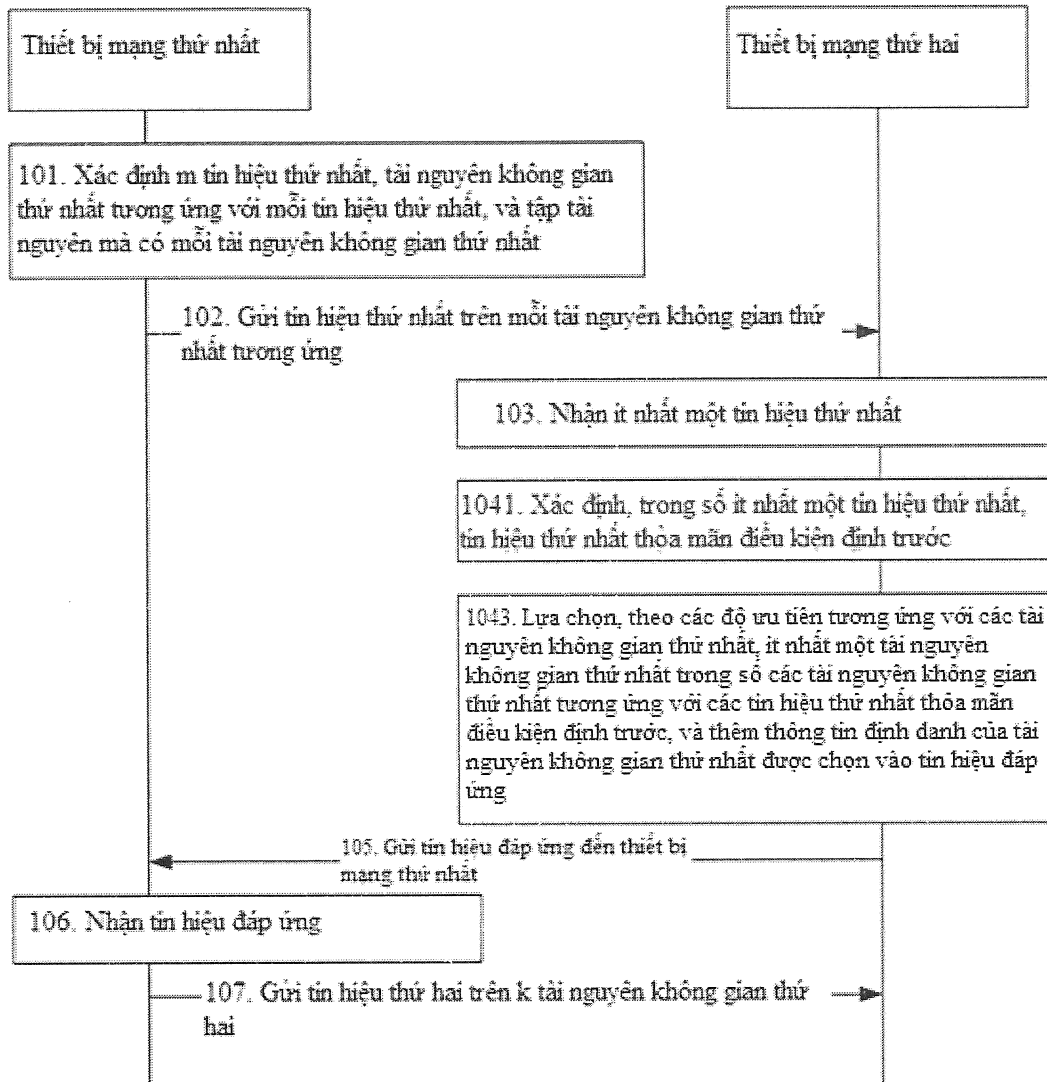 Thiết bị mạng thứ nhất
Thiết bị mạng thứ hai
101. Xác định m tín hiệu thứ nhất, tài nguyên không gian
thứ nhất tương ứng với mỗi tín hiệu thứ nhất, và tập tài
nguyên mà có mỗi tài nguyên không gian thứ nhất
102. Gửi tín hiệu thứ nhất trên mỗi tài nguyên không gian thứ
nhất tương ứng
103. Nhận ít nhất một tín hiệu thứ nhất
1041. Xác định, trong số ít nhất một tín hiệu thứ nhất,
tín hiệu thứ nhất thỏa mãn điều kiện định trước
1043. Lựa chọn, theo các độ ưu tiên tương ứng với các tài
nguyên không gian thứ nhất, ít nhất một tài nguyên
không gian thứ nhất trong số các tài nguyên không gian
thứ nhất tương ứng với các tín hiệu thứ nhất thỏa mãn
điều kiện định trước, và thêm thông tin định danh của tài
nguyên không gian thứ nhất được chọn vào tín hiệu đáp
ứng
105. Gửi tín hiệu đáp ứng đến thiết bị
mạng thứ nhất
106. Nhận tín hiệu đáp ứng
107. Gửi tín hiệu thứ hai trên k tài nguyên không gian thứ
hai